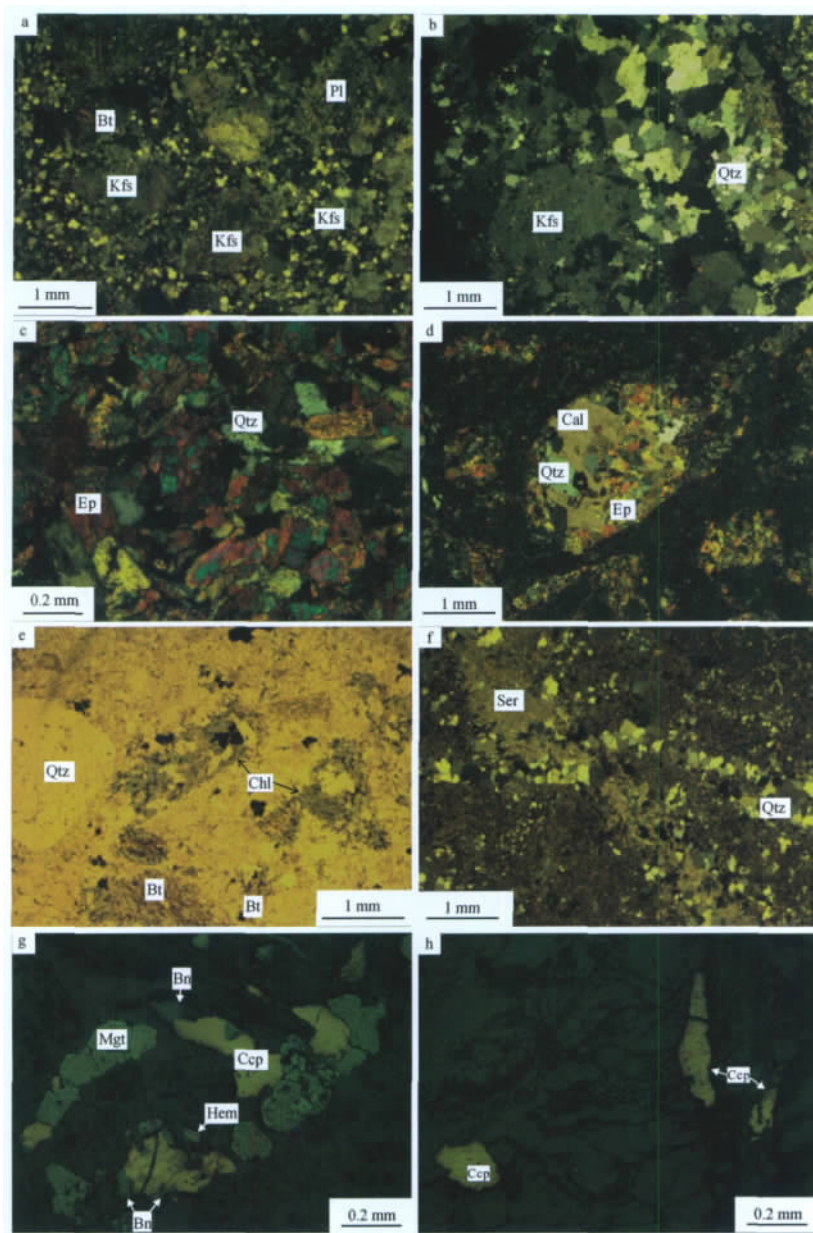 a
Pl
Bt
Kfs
Kfs
Kfs
1 mm
b
Qtz
Kfs
1 mm
c
Qtz
Ep
0.2 mm
d
Cal
Qtz
Ep
1 mm
e
Qtz
Chl
Bt
Bt
1 mm
f
Ser
Qtz
1 mm
g
Bn
Mgt
Ccp
Hem
Bn
0.2 mm
h
Ccp
Ccp
0.2 mm